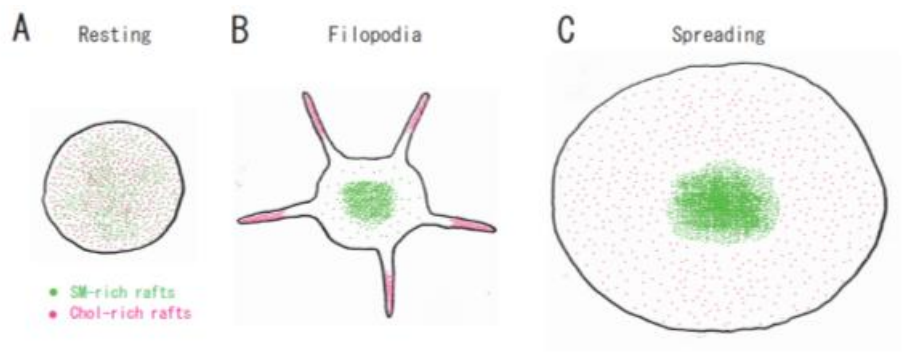 A Resting
B Filopodia
C Spreading
SM-rich rafts
Chol-rich rafts